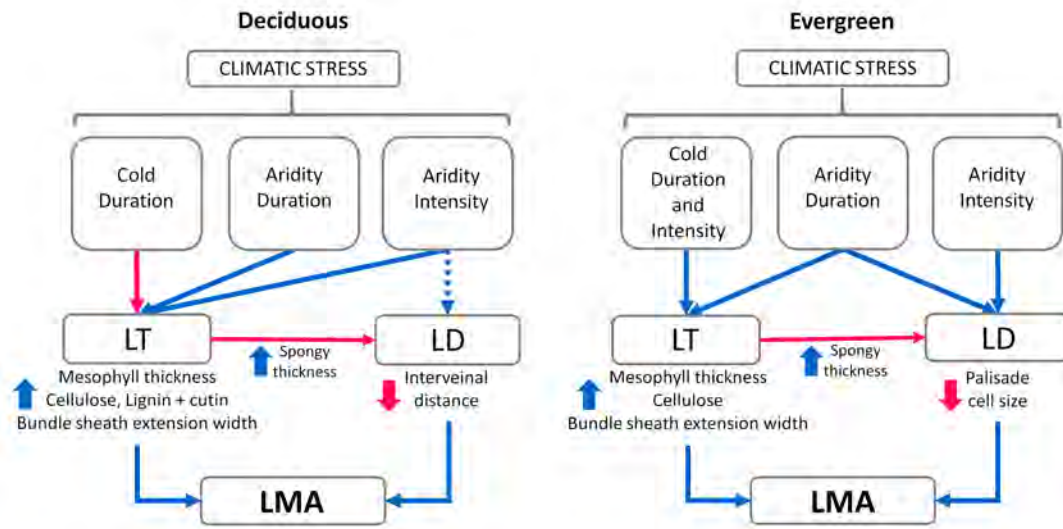 Deciduous
CLIMATIC STRESS
Cold
Duration
Aridity
Duration
Aridity
Intensity
LT
LD
Spongy
thickness
Mesophyll thickness
Cellulose, Lignin + cutin
Bundle sheath extension width
Interveinal
distance
LMA
Evergreen
CLIMATIC STRESS
Cold
Duration
and
Intensity
Aridity
Duration
Aridity
Intensity
LT
LD
Spongy
thickness
Mesophyll thickness
Cellulose
Bundle sheath extension width
Palisade
cell size
LMA